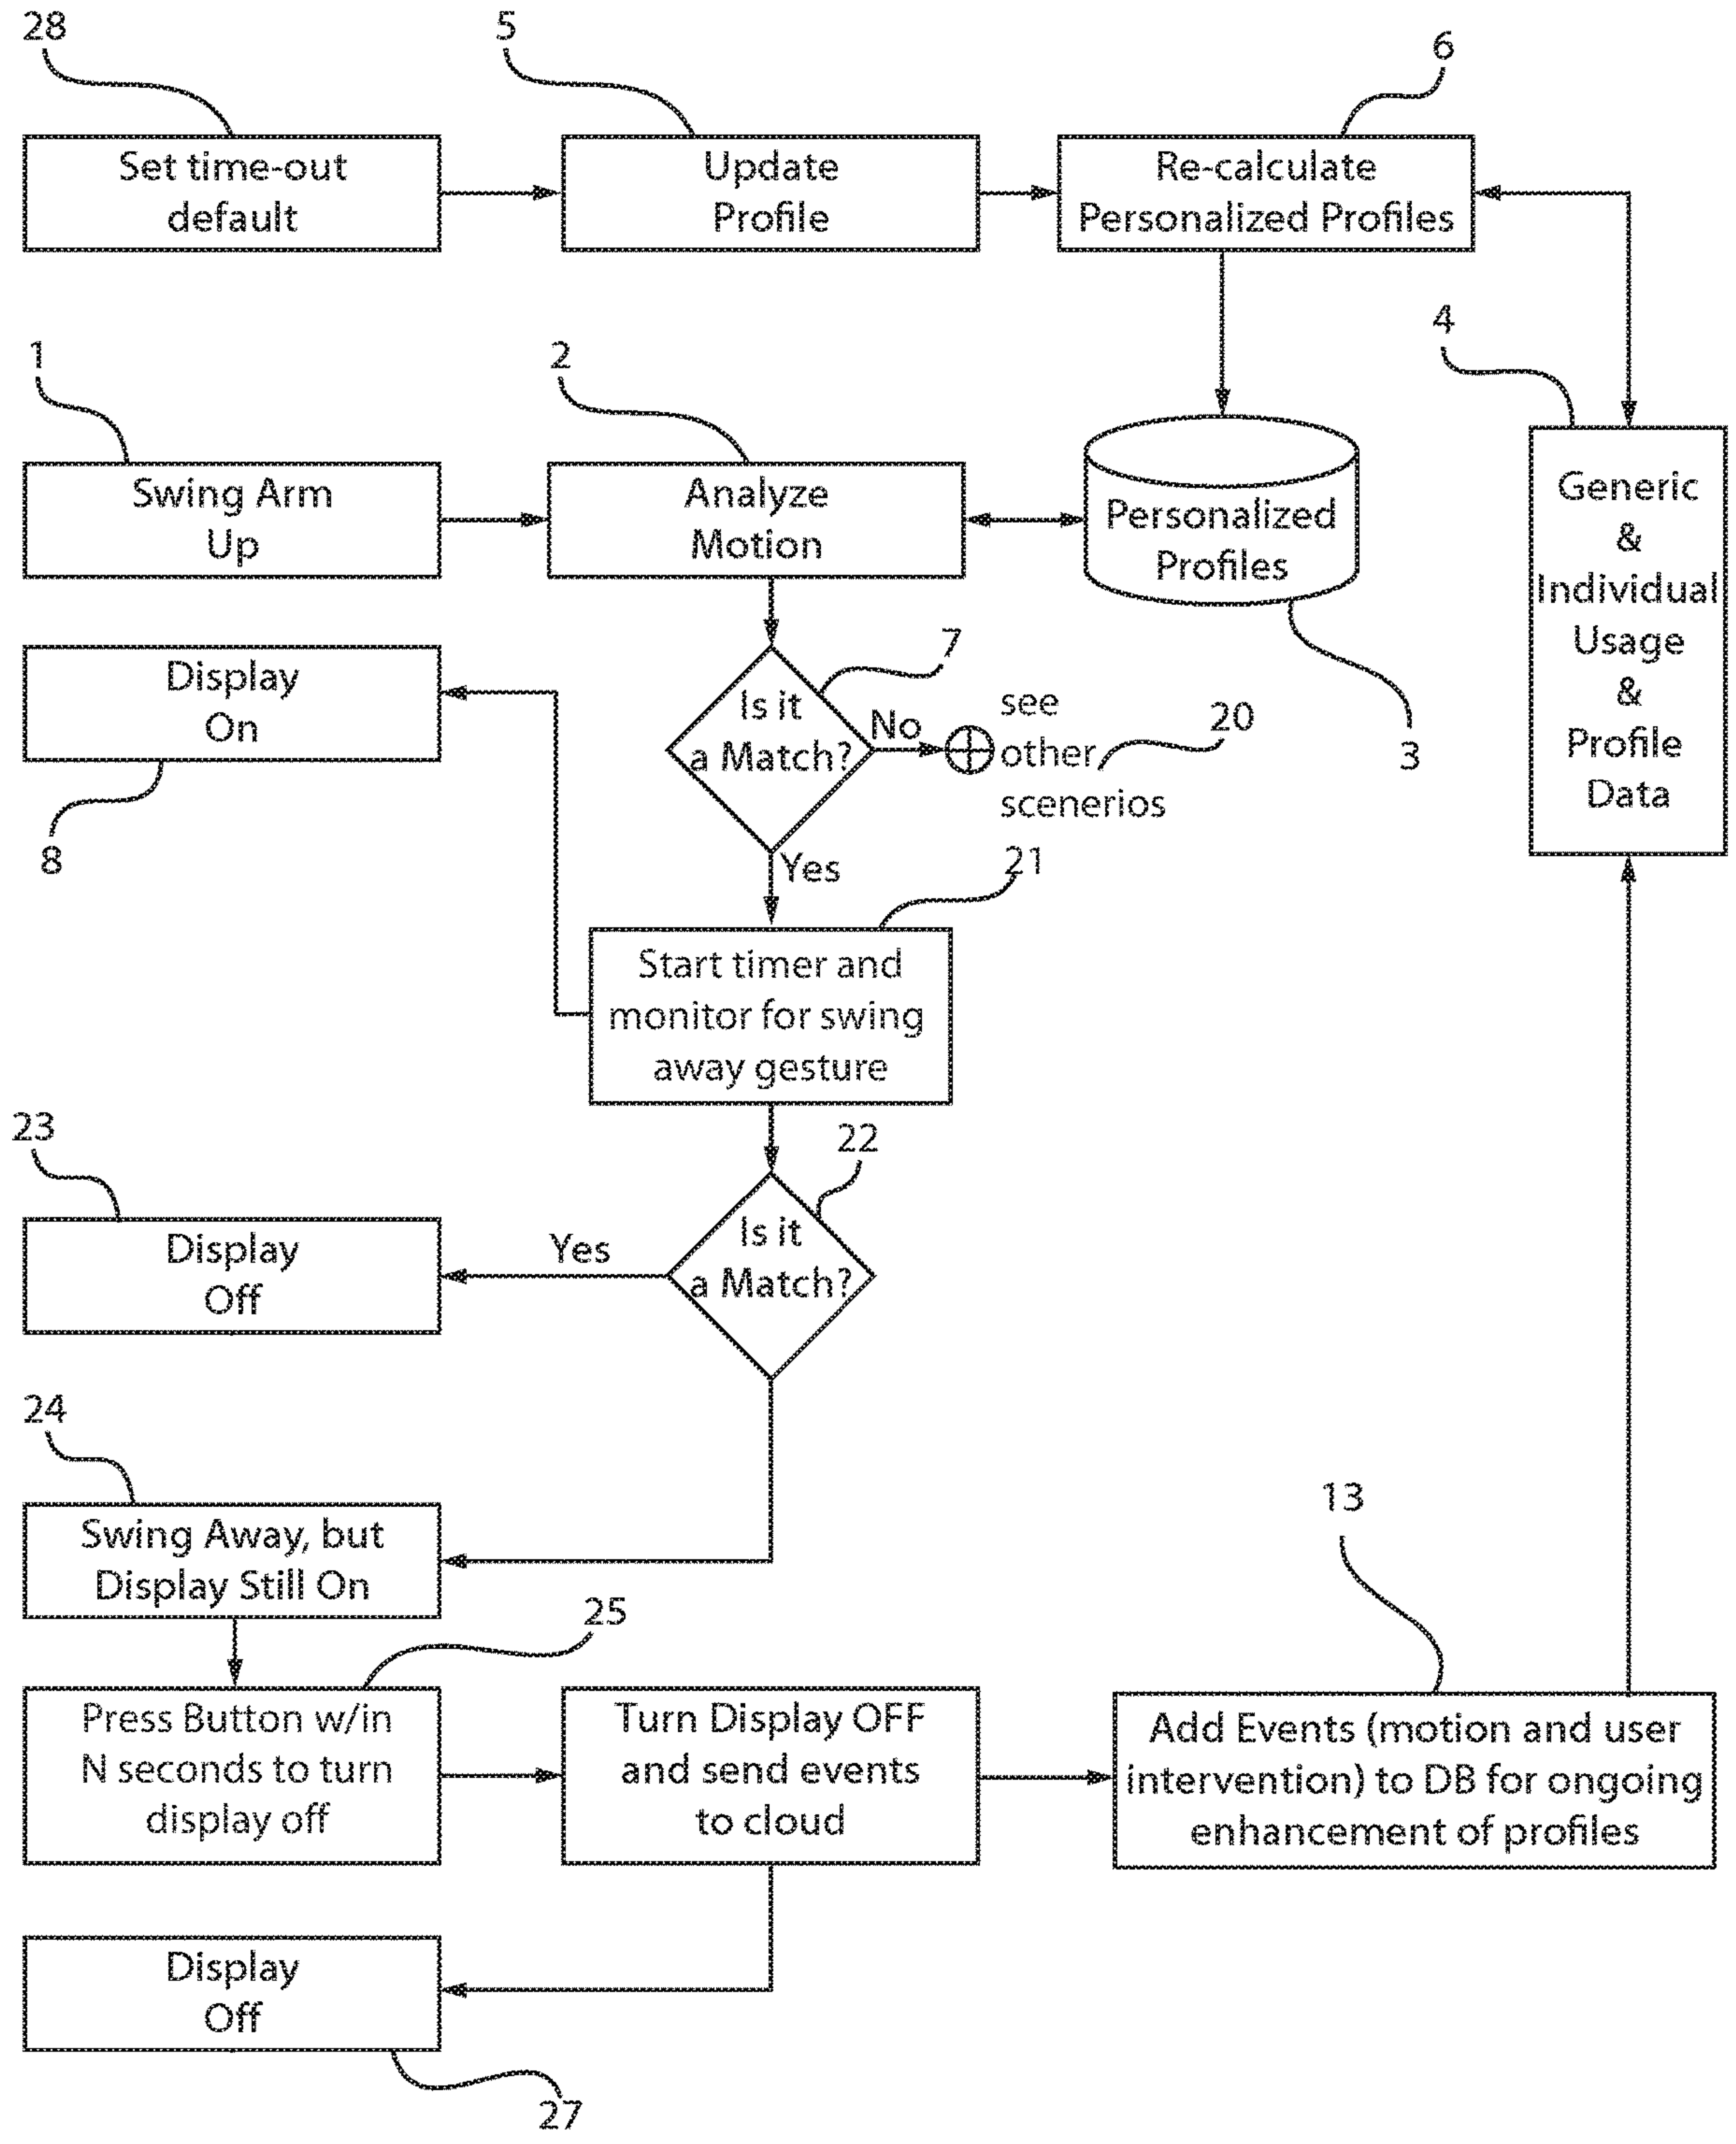 28
5
6
Set time-out
default
Update
Profile
Re-calculate
Personalized Profiles
1
2
4
Swing Arm
Up
Analyze
Motion
Personalized
Profiles
3
Generic
&
Individual
Usage
&
Profile
Data
Display
On
8
7
Is it
a Match?
No
see
other
scenerios
20
Yes
21
Start timer and
monitor for swing
away gesture
23
22
Display
Off
Yes
Is it
a Match?
24
Swing Away, but
Display Still On
25
13
Press Button w/in
N seconds to turn
display off
Turn Display OFF
and send events
to cloud
Add Events (motion and user
intervention) to DB for ongoing
enhancement of profiles
Display
Off
27